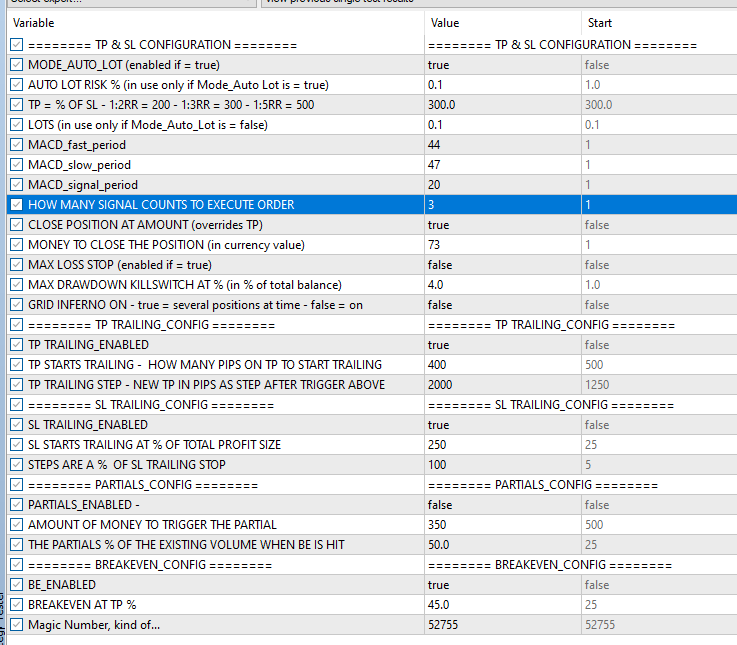 Variable Value Start
======== TP & SL CONFIGURATION ======== ======== TP & SL CONFIGURATION ========
MODE_AUTO_LOT (enabled if = true) true false
AUTO LOT RISK % (in use only if Mode_Auto_Lot is = true) 0.1 1.0
TP = % OF SL - 1:2RR = 200 - 1:3RR = 300 - 1:5RR = 500 300.0 300.0
LOTS (in use only if Mode_Auto_Lot is = false) 0.1 0.1
MACD_fast_period 44 1
MACD_slow_period 47 1
MACD_signal_period 20 1
HOW MANY SIGNAL COUNTS TO EXECUTE ORDER 3 1
CLOSE POSITION AT AMOUNT (overrides TP) true false
MONEY TO CLOSE THE POSITION (in currency value) 73 1
MAX LOSS STOP (enabled if = true) false false
MAX DRAWDOWN KILLSWITCH AT % (in % of total balance) 4.0 1.0
GRID INFERNO ON - true = several positions at time - false = on false false
======== TP TRAILING_CONFIG ======== ======== TP TRAILING_CONFIG ========
TP TRAILING_ENABLED true false
TP STARTS TRAILING - HOW MANY PIPS ON TP TO START TRAILING 400 500
TP TRAILING STEP - NEW TP IN PIPS AS STEP AFTER TRIGGER ABOVE 2000 1250
======== SL TRAILING_CONFIG ======== ======== SL TRAILING_CONFIG ========
SL TRAILING_ENABLED true false
SL STARTS TRAILING AT % OF TOTAL PROFIT SIZE 250 25
STEPS ARE A % OF SL TRAILING STOP 100 5
======== PARTIALS_CONFIG ======== ======== PARTIALS_CONFIG ========
PARTIALS_ENABLED - false false
AMOUNT OF MONEY TO TRIGGER THE PARTIAL 350 500
THE PARTIALS % OF THE EXISTING VOLUME WHEN BE IS HIT 50.0 25
======== BREAKEVEN_CONFIG ======== ======== BREAKEVEN_CONFIG ========
BE_ENABLED true false
BREAKEVEN AT TP % 45.0 25
Magic Number, kind of... 52755 52755